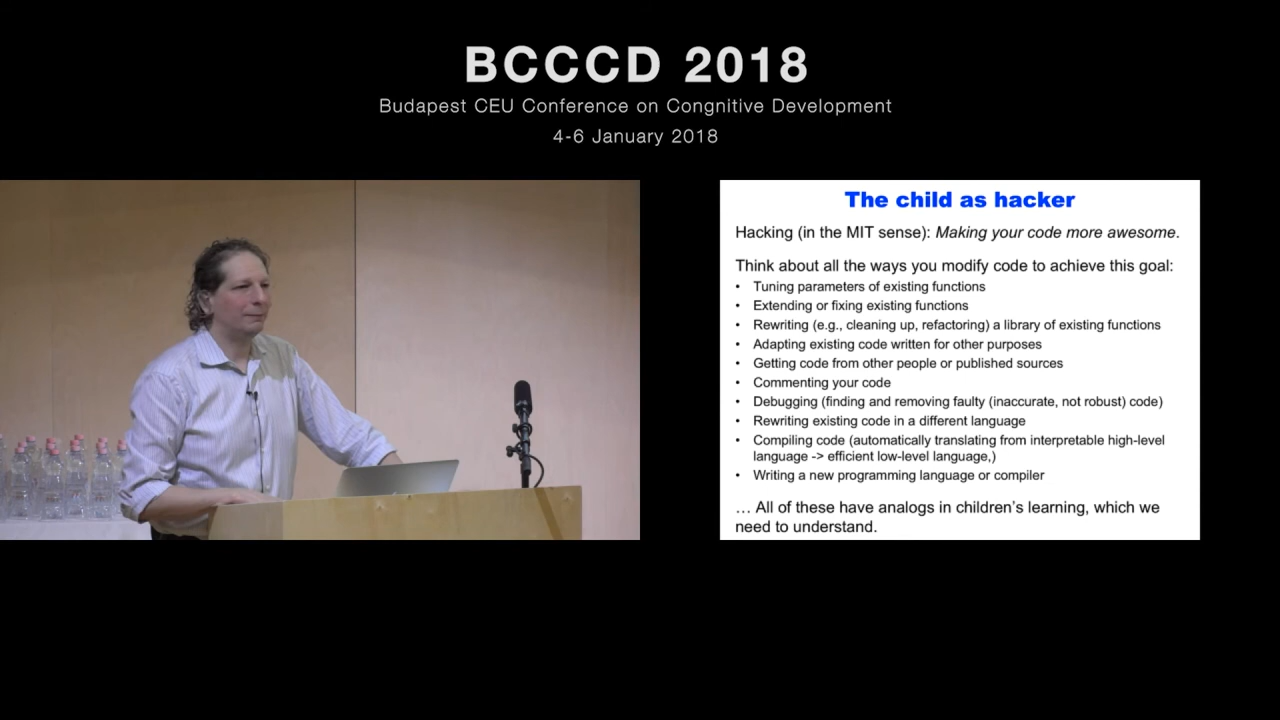 BCCCD 2018
Budapest CEU Conference on Congnitive Development
4-6 January 2018
The child as hacker
Hacking (in the MIT sense): Making your code more awesome.
Think about all the ways you modify code to achieve this goal:
• Tuning parameters of existing functions
• Extending or fixing existing functions
• Rewriting (e.g., cleaning up, refactoring) a library of existing functions
• Adapting existing code written for other purposes
• Getting code from other people or published sources
• Commenting your code
• Debugging (finding and removing faulty (inaccurate, not robust) code)
• Rewriting existing code in a different language
• Compiling code (automatically translating from interpretable high-level
language -> efficient low-level language,)
• Writing a new programming language or compiler
… All of these have analogs in children’s learning, which we
need to understand.